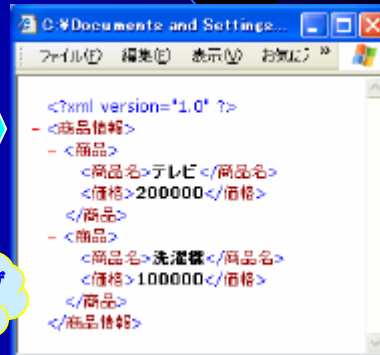 C:¥Documents and Settings...
ファイル(F) 編集(E) 表示(V) お気に »
<?xml version="1.0" ?>
- <商品情報>
- <商品>
<商品名>テレビ</商品名>
<価格>200000</価格>
</商品>
- <商品>
<商品名>洗濯機</商品名>
<価格>100000</価格>
</商品>
</商品情報>